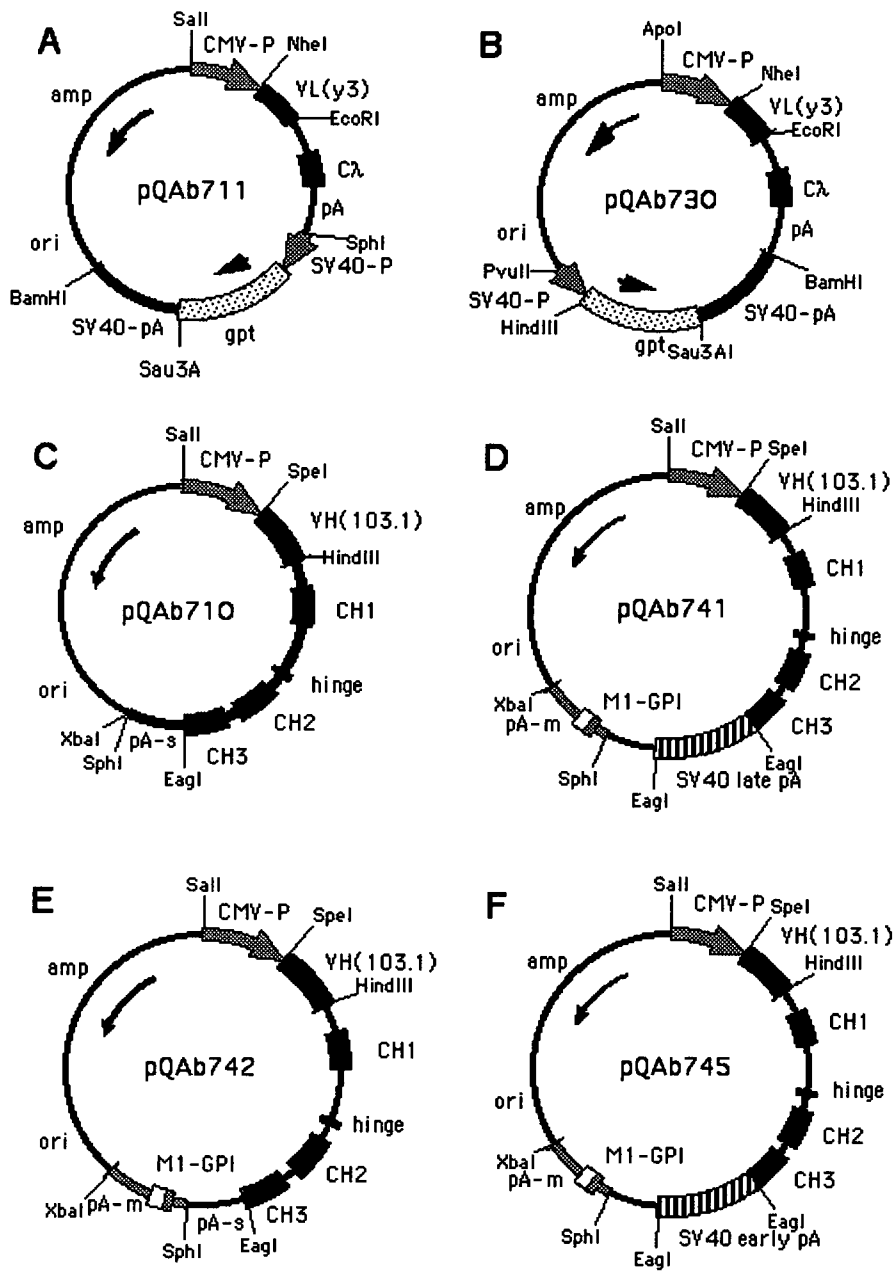 A
SalI
CMV-P
NheI
VL(y3)
EcoRI
amp
pQAb711
Cλ
pA
SphI
SV40-P
ori
BamHI
SV40-pA
gpt
Sau3A
B
ApoI
CMV-P
NheI
VL(y3)
EcoRI
amp
pQAb730
Cλ
pA
ori
PvuII
BamHI
SV40-P
HindIII
SV40-pA
gpt
Sau3AI
C
SalI
CMV-P
SpeI
VH(103.1)
amp
HindIII
pQAb710
CH1
ori
hinge
XbaI
pA-s
CH2
SphI
CH3
EagI
D
SalI
CMV-P
SpeI
VH(103.1)
HindIII
amp
CH1
pQAb741
hinge
ori
CH2
XbaI
M1-GPI
pA-m
CH3
SphI
EagI
SV40 late pA
EagI
E
SalI
CMV-P
SpeI
VH(103.1)
amp
HindIII
CH1
pQAb742
hinge
ori
CH2
M1-GPI
XbaI
pA-m
CH3
SphI
pA-s
EagI
F
SalI
CMV-P
SpeI
VH(103.1)
HindIII
amp
CH1
pQAb745
hinge
ori
CH2
XbaI
M1-GPI
pA-m
CH3
SphI
EagI
SV40 early pA
EagI